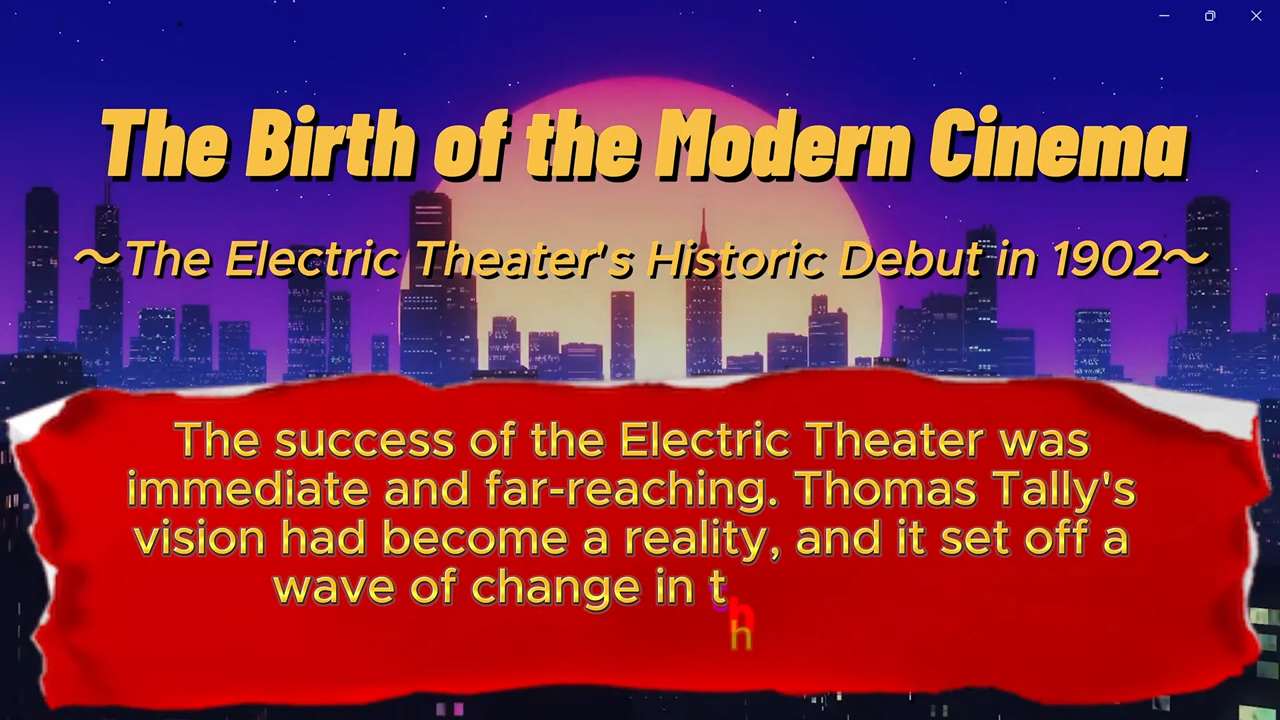 The Birth of the Modern Cinema
~The Electric Theater's Historic Debut in 1902~
The success of the Electric Theater was
immediate and far-reaching. Thomas Tally's
vision had become a reality, and it set off a
wave of change in th